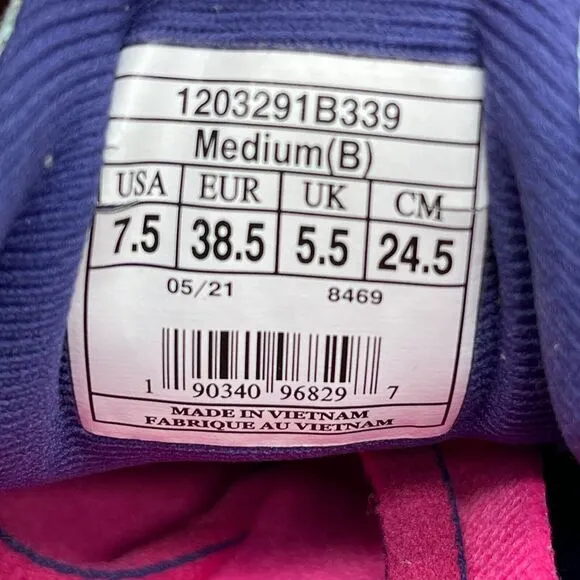 1203291B339
Medium(B)
USA EUR UK CM
7.5 38.5 5.5 24.5
05/21 8469
1 90340 96829 7
MADE IN VIETNAM
FABRIQUE AU VIETNAM